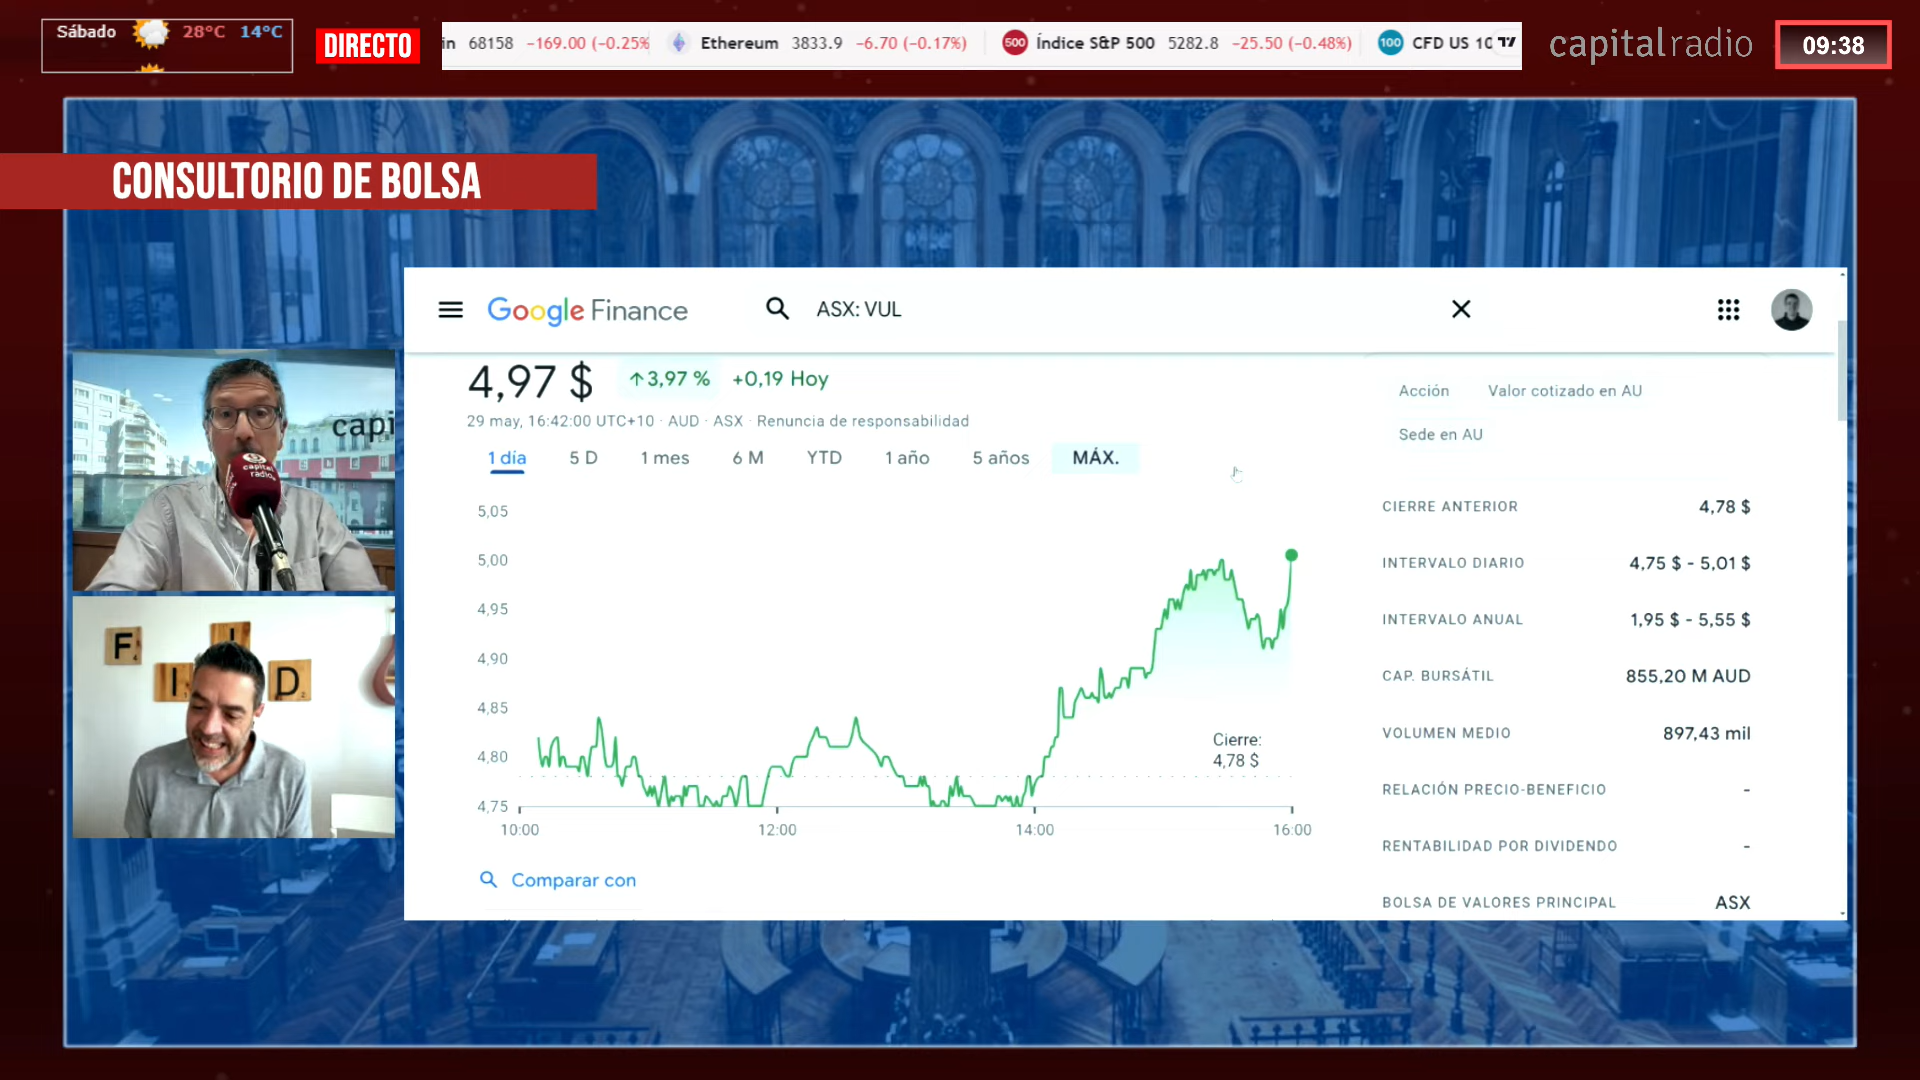 Sábado 28°C 14°C
DIRECTO
in 68158 −169.00 (−0.25%
Ethereum 3833.9 −6.70 (−0.17%)
500 Índice S&P 500 5282.8 −25.50 (−0.48%)
100 CFD US 10
capitalradio
09:38
CONSULTORIO DE BOLSA
Google Finance
ASX: VUL
4,97 $ ↑3,97 % +0,19 Hoy
29 may, 16:42:00 UTC+10 · AUD · ASX · Renuncia de responsabilidad
1 día 5 D 1 mes 6 M YTD 1 año 5 años MÁX.
5,05
5,00
4,95
4,90
4,85
4,80
4,75
10:00 12:00 14:00 16:00
Cierre:
4,78 $
Comparar con
Acción Valor cotizado en AU
Sede en AU
CIERRE ANTERIOR 4,78 $
INTERVALO DIARIO 4,75 $ - 5,01 $
INTERVALO ANUAL 1,95 $ - 5,55 $
CAP. BURSÁTIL 855,20 M AUD
VOLUMEN MEDIO 897,43 mil
RELACIÓN PRECIO-BENEFICIO -
RENTABILIDAD POR DIVIDENDO -
BOLSA DE VALORES PRINCIPAL ASX
capi
capital
radio
F
I
D